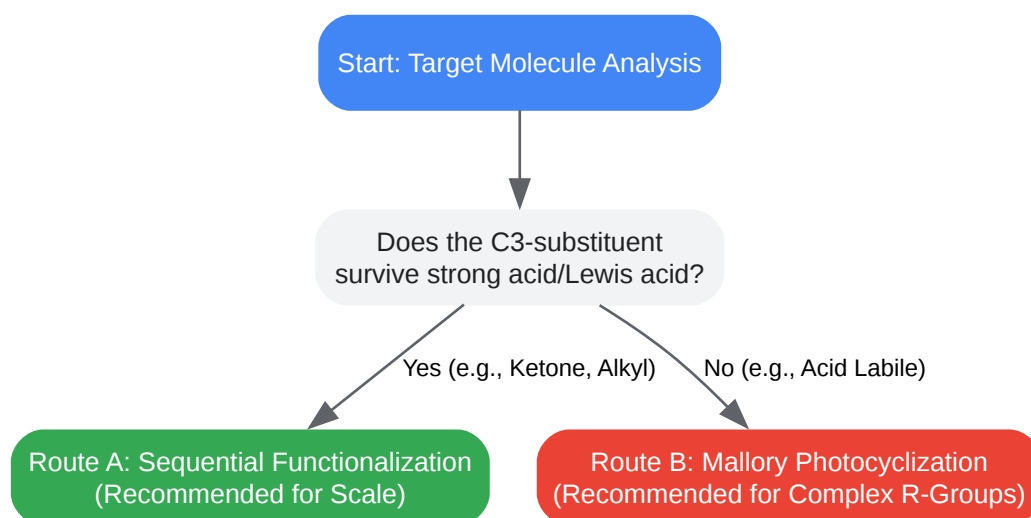 Start: Target Molecule Analysis
Does the C3-substituent
survive strong acid/Lewis acid?
Yes (e.g., Ketone, Alkyl)
No (e.g., Acid Labile)
Route A: Sequential Functionalization
(Recommended for Scale)
Route B: Mallory Photocyclization
(Recommended for Complex R-Groups)